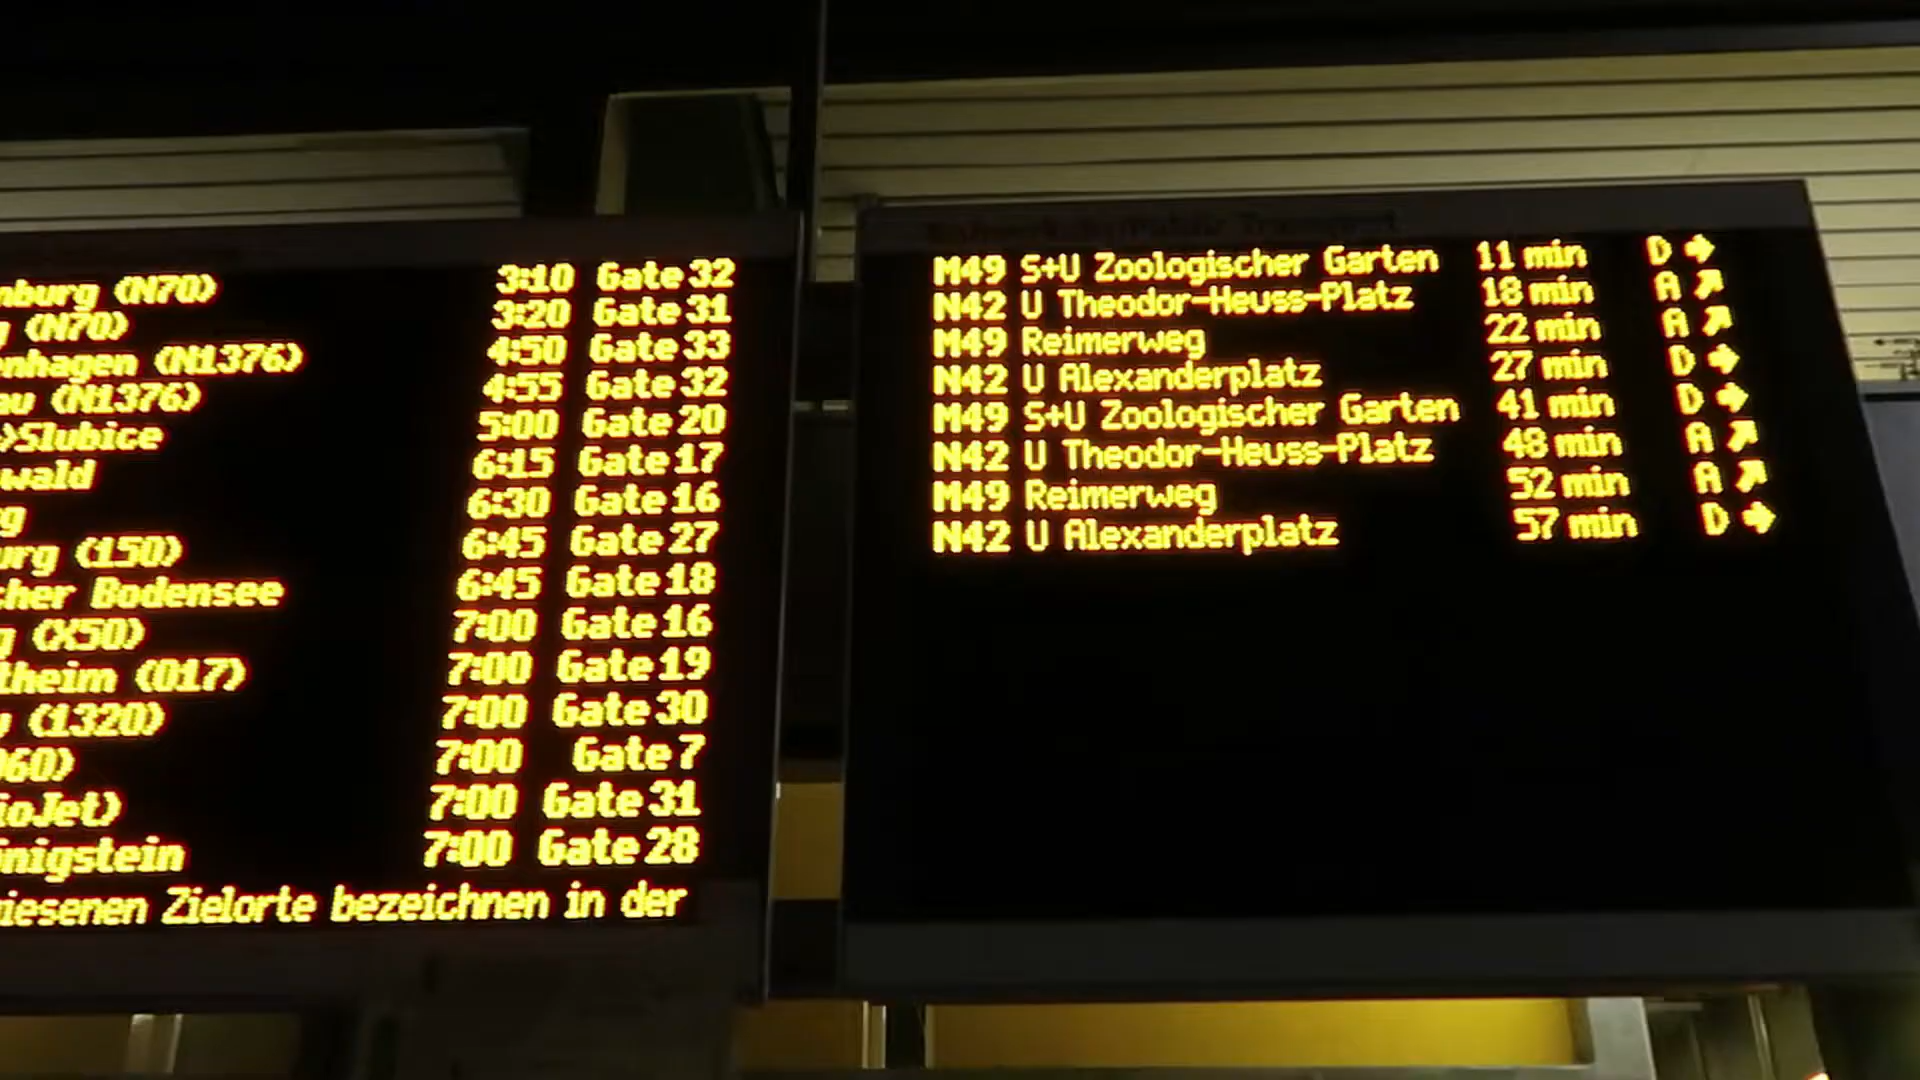 nburg (N70) 3:10 Gate 32
g (N70) 3:20 Gate 31
enhagen (N1376) 4:50 Gate 33
au (N1376) 4:55 Gate 32
>Slubice 5:00 Gate 20
wald 6:15 Gate 17
g 6:30 Gate 16
urg (150) 6:45 Gate 27
cher Bodensee 6:45 Gate 18
g (X50) 7:00 Gate 16
theim (017) 7:00 Gate 19
(1320) 7:00 Gate 30
060) 7:00 Gate 7
ioJet) 7:00 Gate 31
önigstein 7:00 Gate 28
iesenen Zielorte bezeichnen in der
Public Transport
M49 S+U Zoologischer Garten 11 min D →
N42 U Theodor-Heuss-Platz 18 min A ↗
M49 Reimerweg 22 min A ↗
N42 U Alexanderplatz 27 min D →
M49 S+U Zoologischer Garten 41 min D →
N42 U Theodor-Heuss-Platz 48 min A ↗
M49 Reimerweg 52 min A ↗
N42 U Alexanderplatz 57 min D →